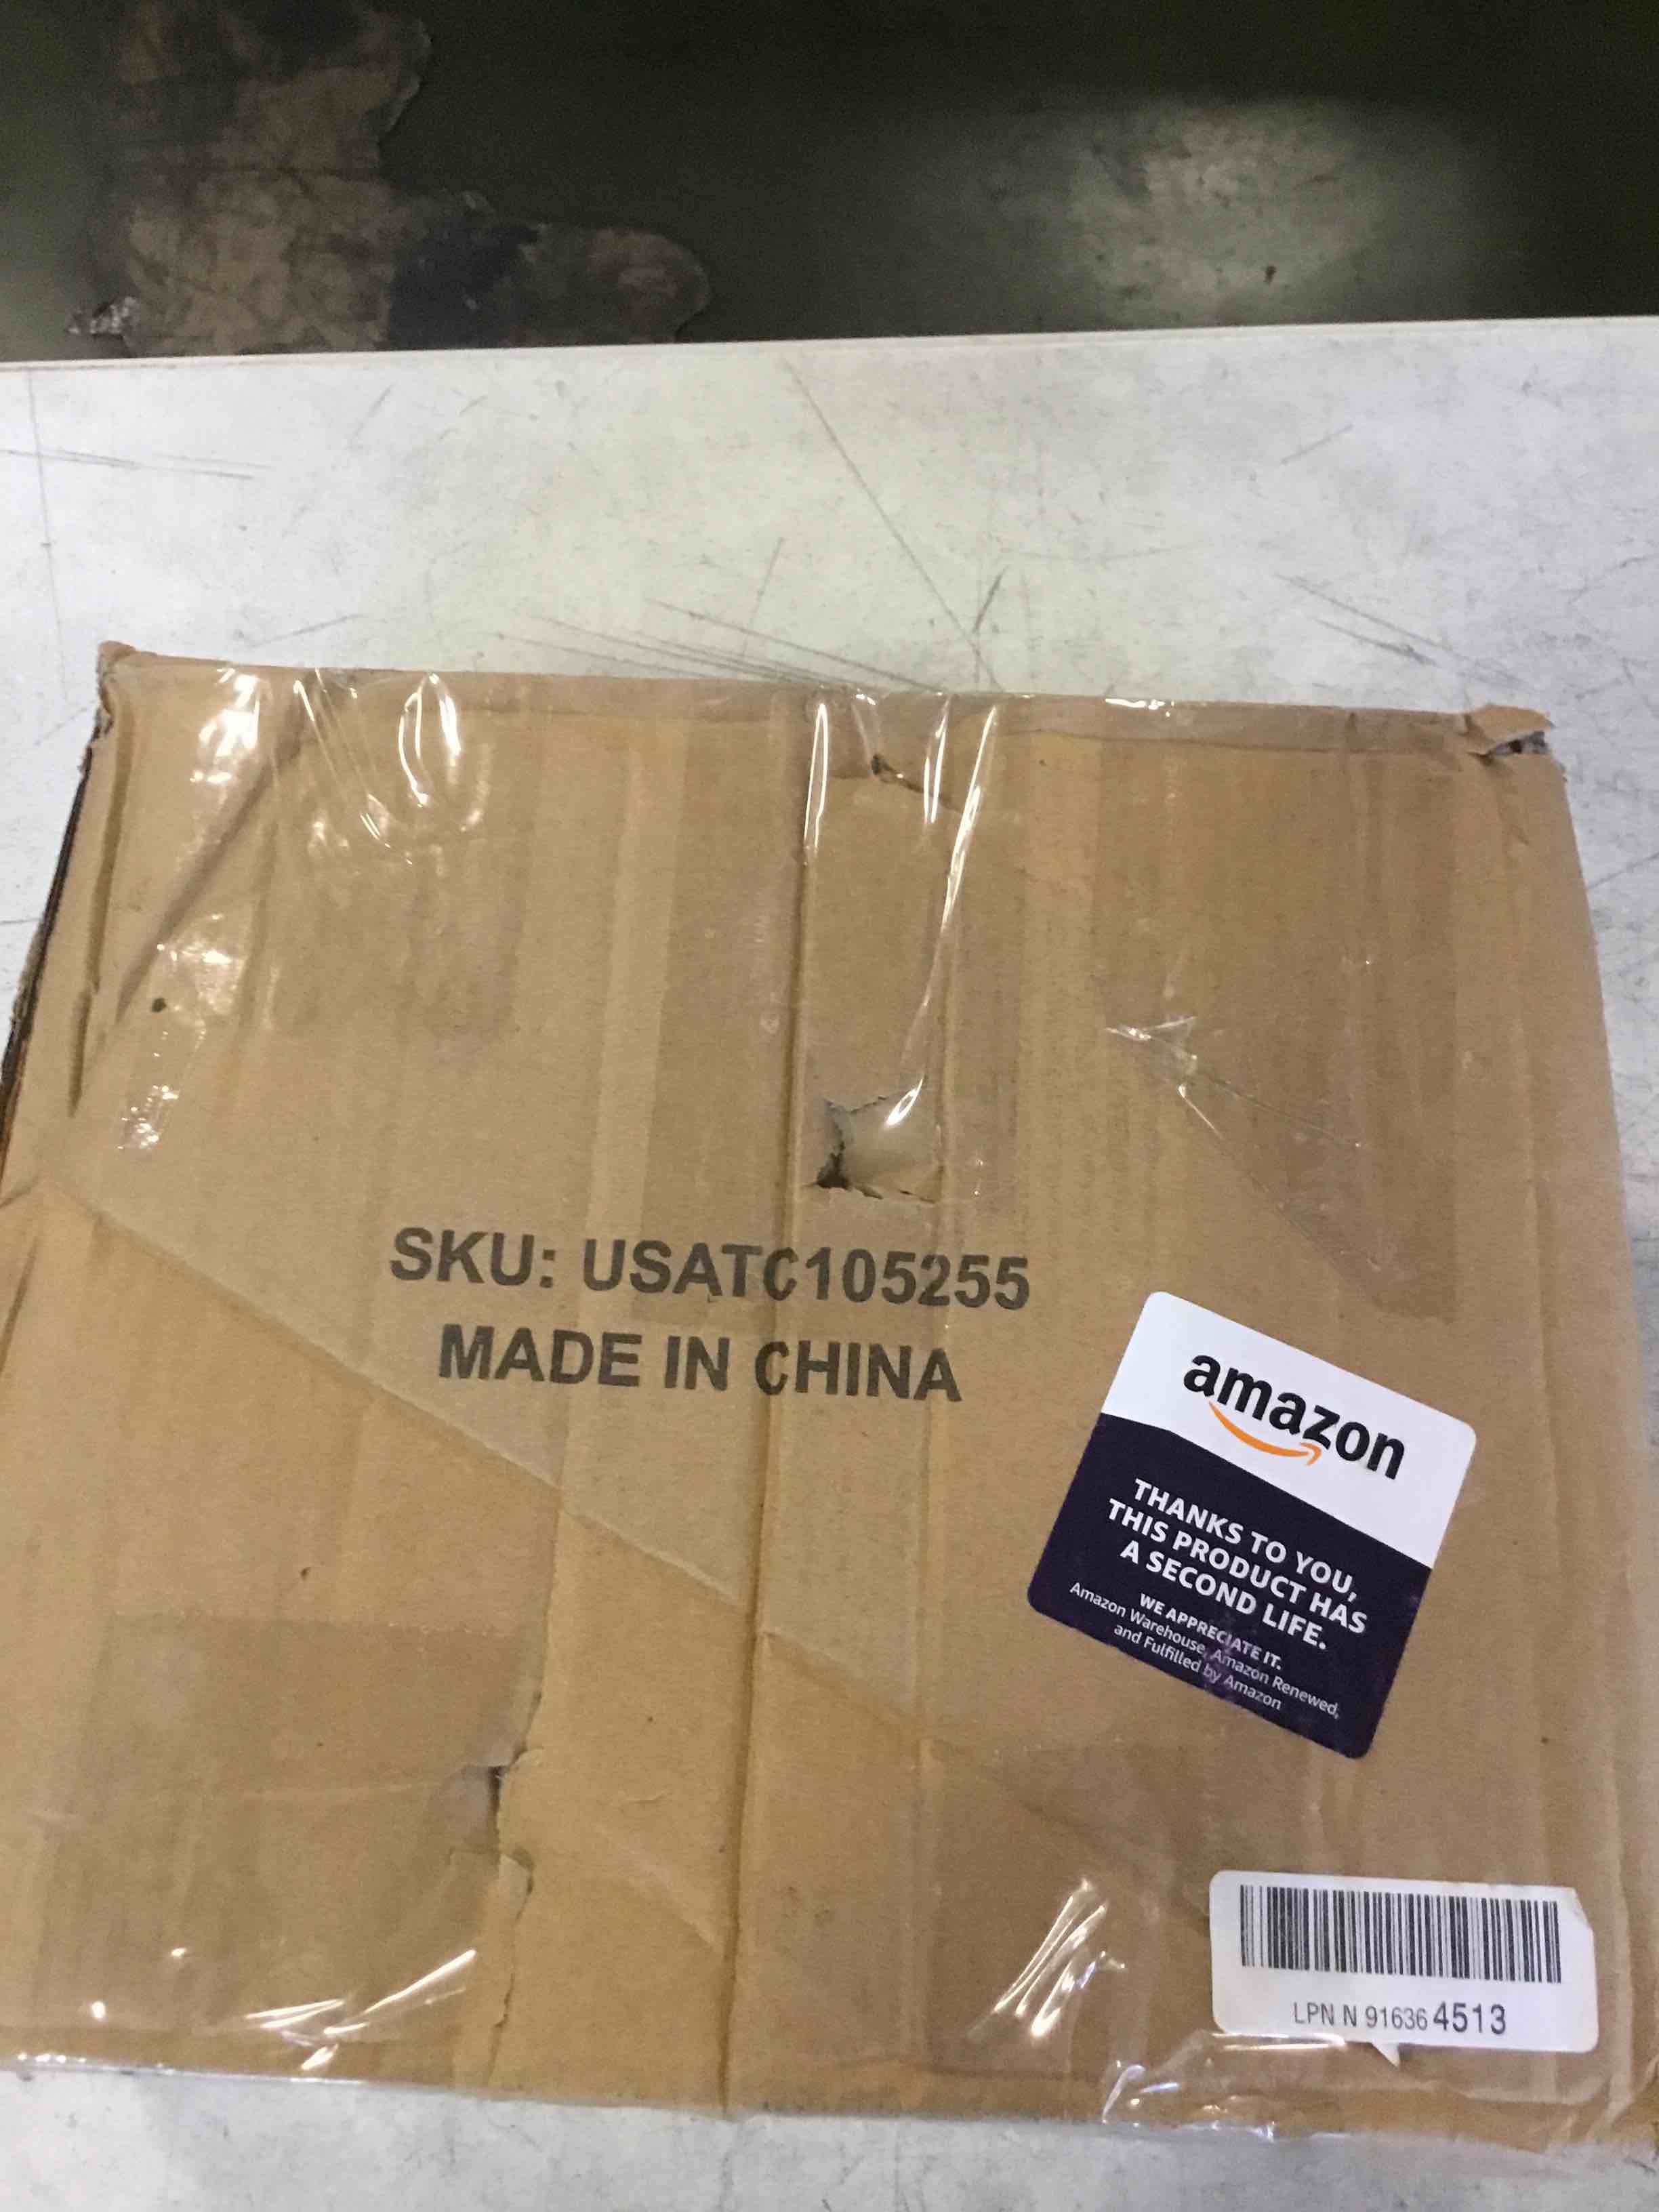 SKU: USATC105255
MADE IN CHINA
amazon
THANKS TO YOU,
THIS PRODUCT HAS
A SECOND LIFE.
WE APPRECIATE IT.
Amazon Warehouse, Amazon Renewed,
and Fulfilled by Amazon
LPN N 91636 4513